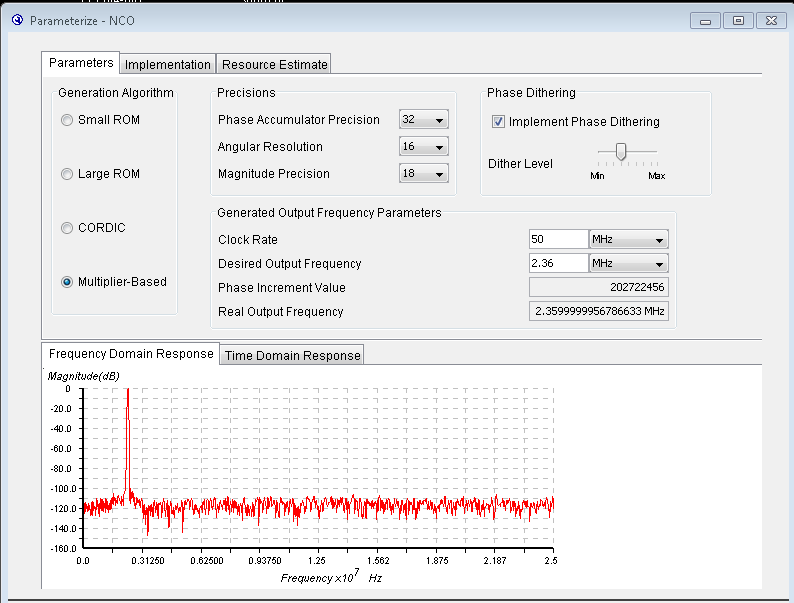 Parameterize - NCO
Parameters Implementation Resource Estimate
Generation Algorithm
Small ROM
Large ROM
CORDIC
Multiplier-Based
Precisions
Phase Accumulator Precision 32
Angular Resolution 16
Magnitude Precision 18
Phase Dithering
Implement Phase Dithering
Dither Level
Min Max
Generated Output Frequency Parameters
Clock Rate 50 MHz
Desired Output Frequency 2.36 MHz
Phase Increment Value 202722456
Real Output Frequency 2.3599999956786633 MHz
Frequency Domain Response Time Domain Response
Magnitude(dB)
0
-20.0
-40.0
-60.0
-80.0
-100.0
-120.0
-140.0
-160.0
0.0 0.31250 0.62500 0.93750 1.25 1.562 1.875 2.187 2.5
Frequency x10^7 Hz